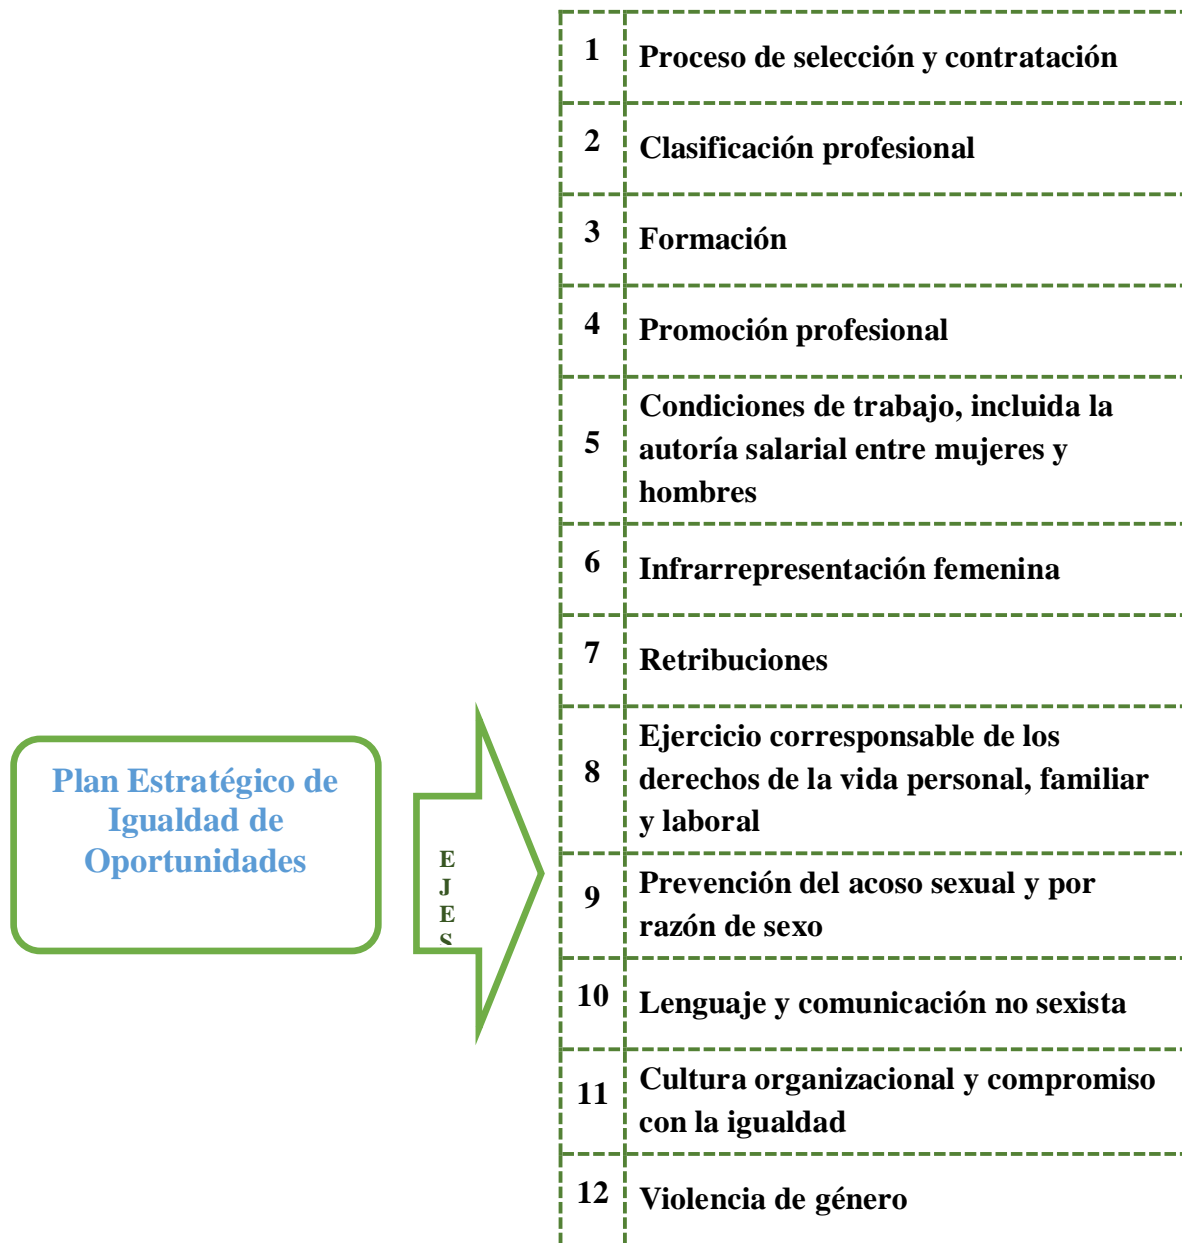 Plan Estratégico de
Igualdad de
Oportunidades
E
J
E
S
1
Proceso de selección y contratación
2
Clasificación profesional
3
Formación
4
Promoción profesional
5
Condiciones de trabajo, incluida la
autoría salarial entre mujeres y
hombres
6
Infrarrepresentación femenina
7
Retribuciones
8
Ejercicio corresponsable de los
derechos de la vida personal, familiar
y laboral
9
Prevención del acoso sexual y por
razón de sexo
10
Lenguaje y comunicación no sexista
11
Cultura organizacional y compromiso
con la igualdad
12
Violencia de género